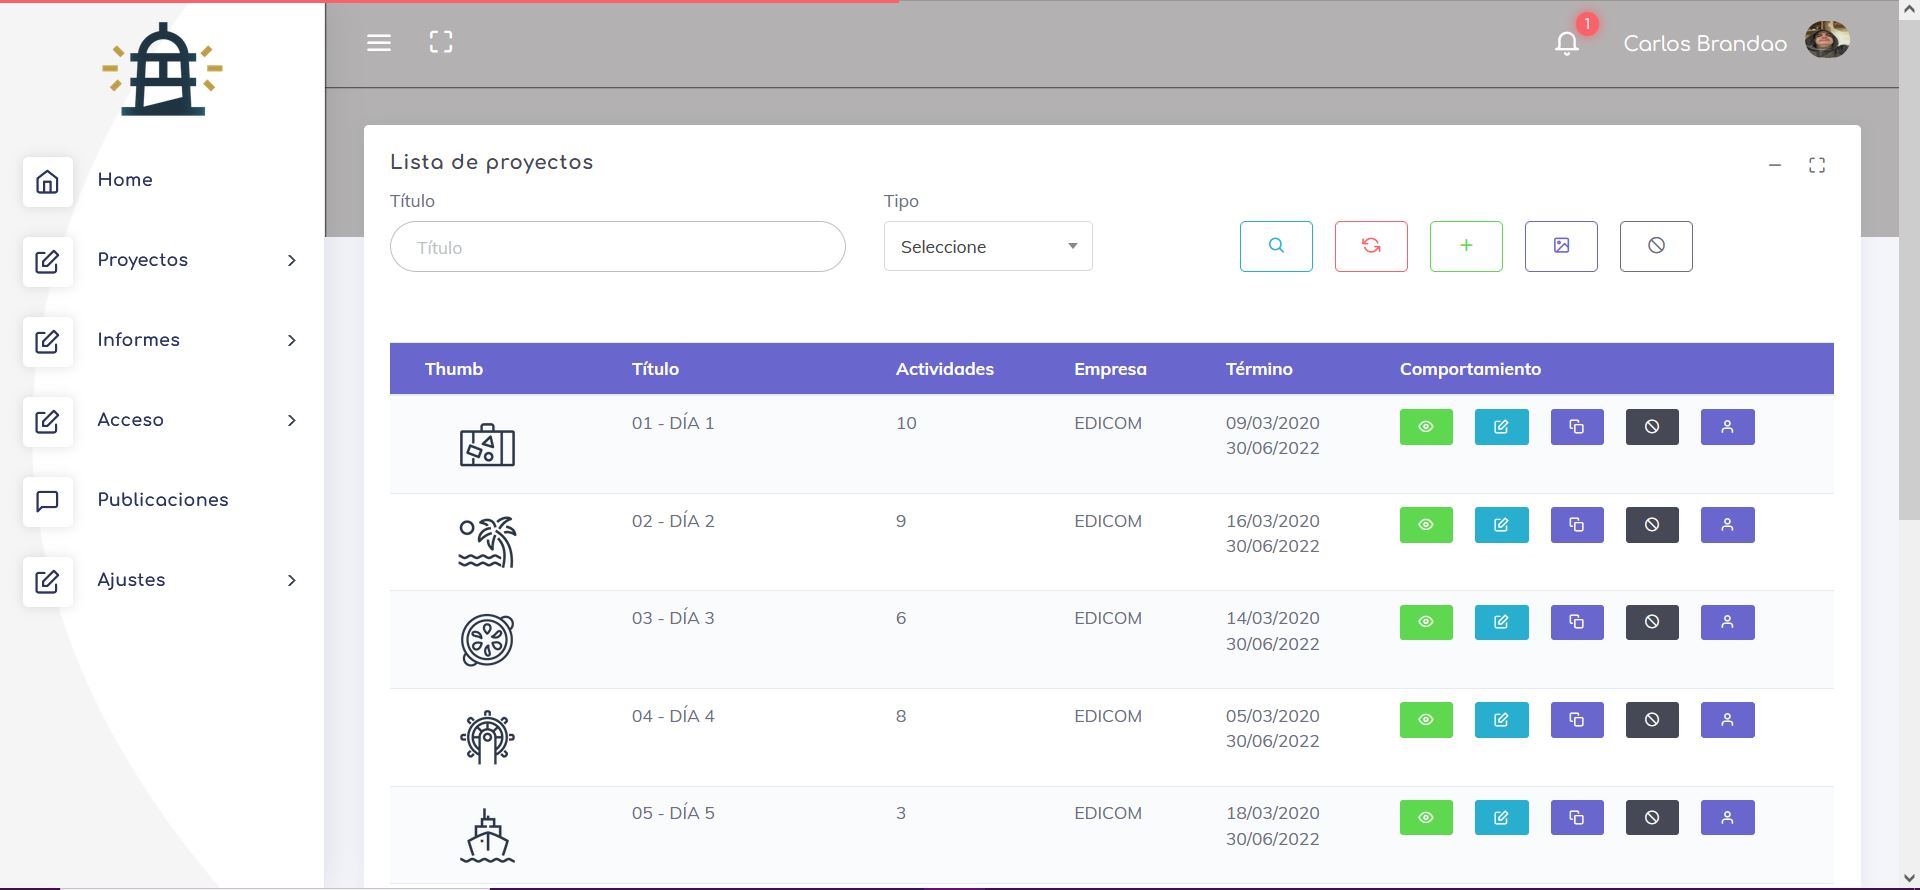 1
Carlos Brandao
Home
Proyectos
Informes
Acceso
Publicaciones
Ajustes
Lista de proyectos
Título
Tipo
Título
Seleccione
Thumb Título Actividades Empresa Término Comportamiento
01 - DÍA 1 10 EDICOM 09/03/2020
30/06/2022
02 - DÍA 2 9 EDICOM 16/03/2020
30/06/2022
03 - DÍA 3 6 EDICOM 14/03/2020
30/06/2022
04 - DÍA 4 8 EDICOM 05/03/2020
30/06/2022
05 - DÍA 5 3 EDICOM 18/03/2020
30/06/2022